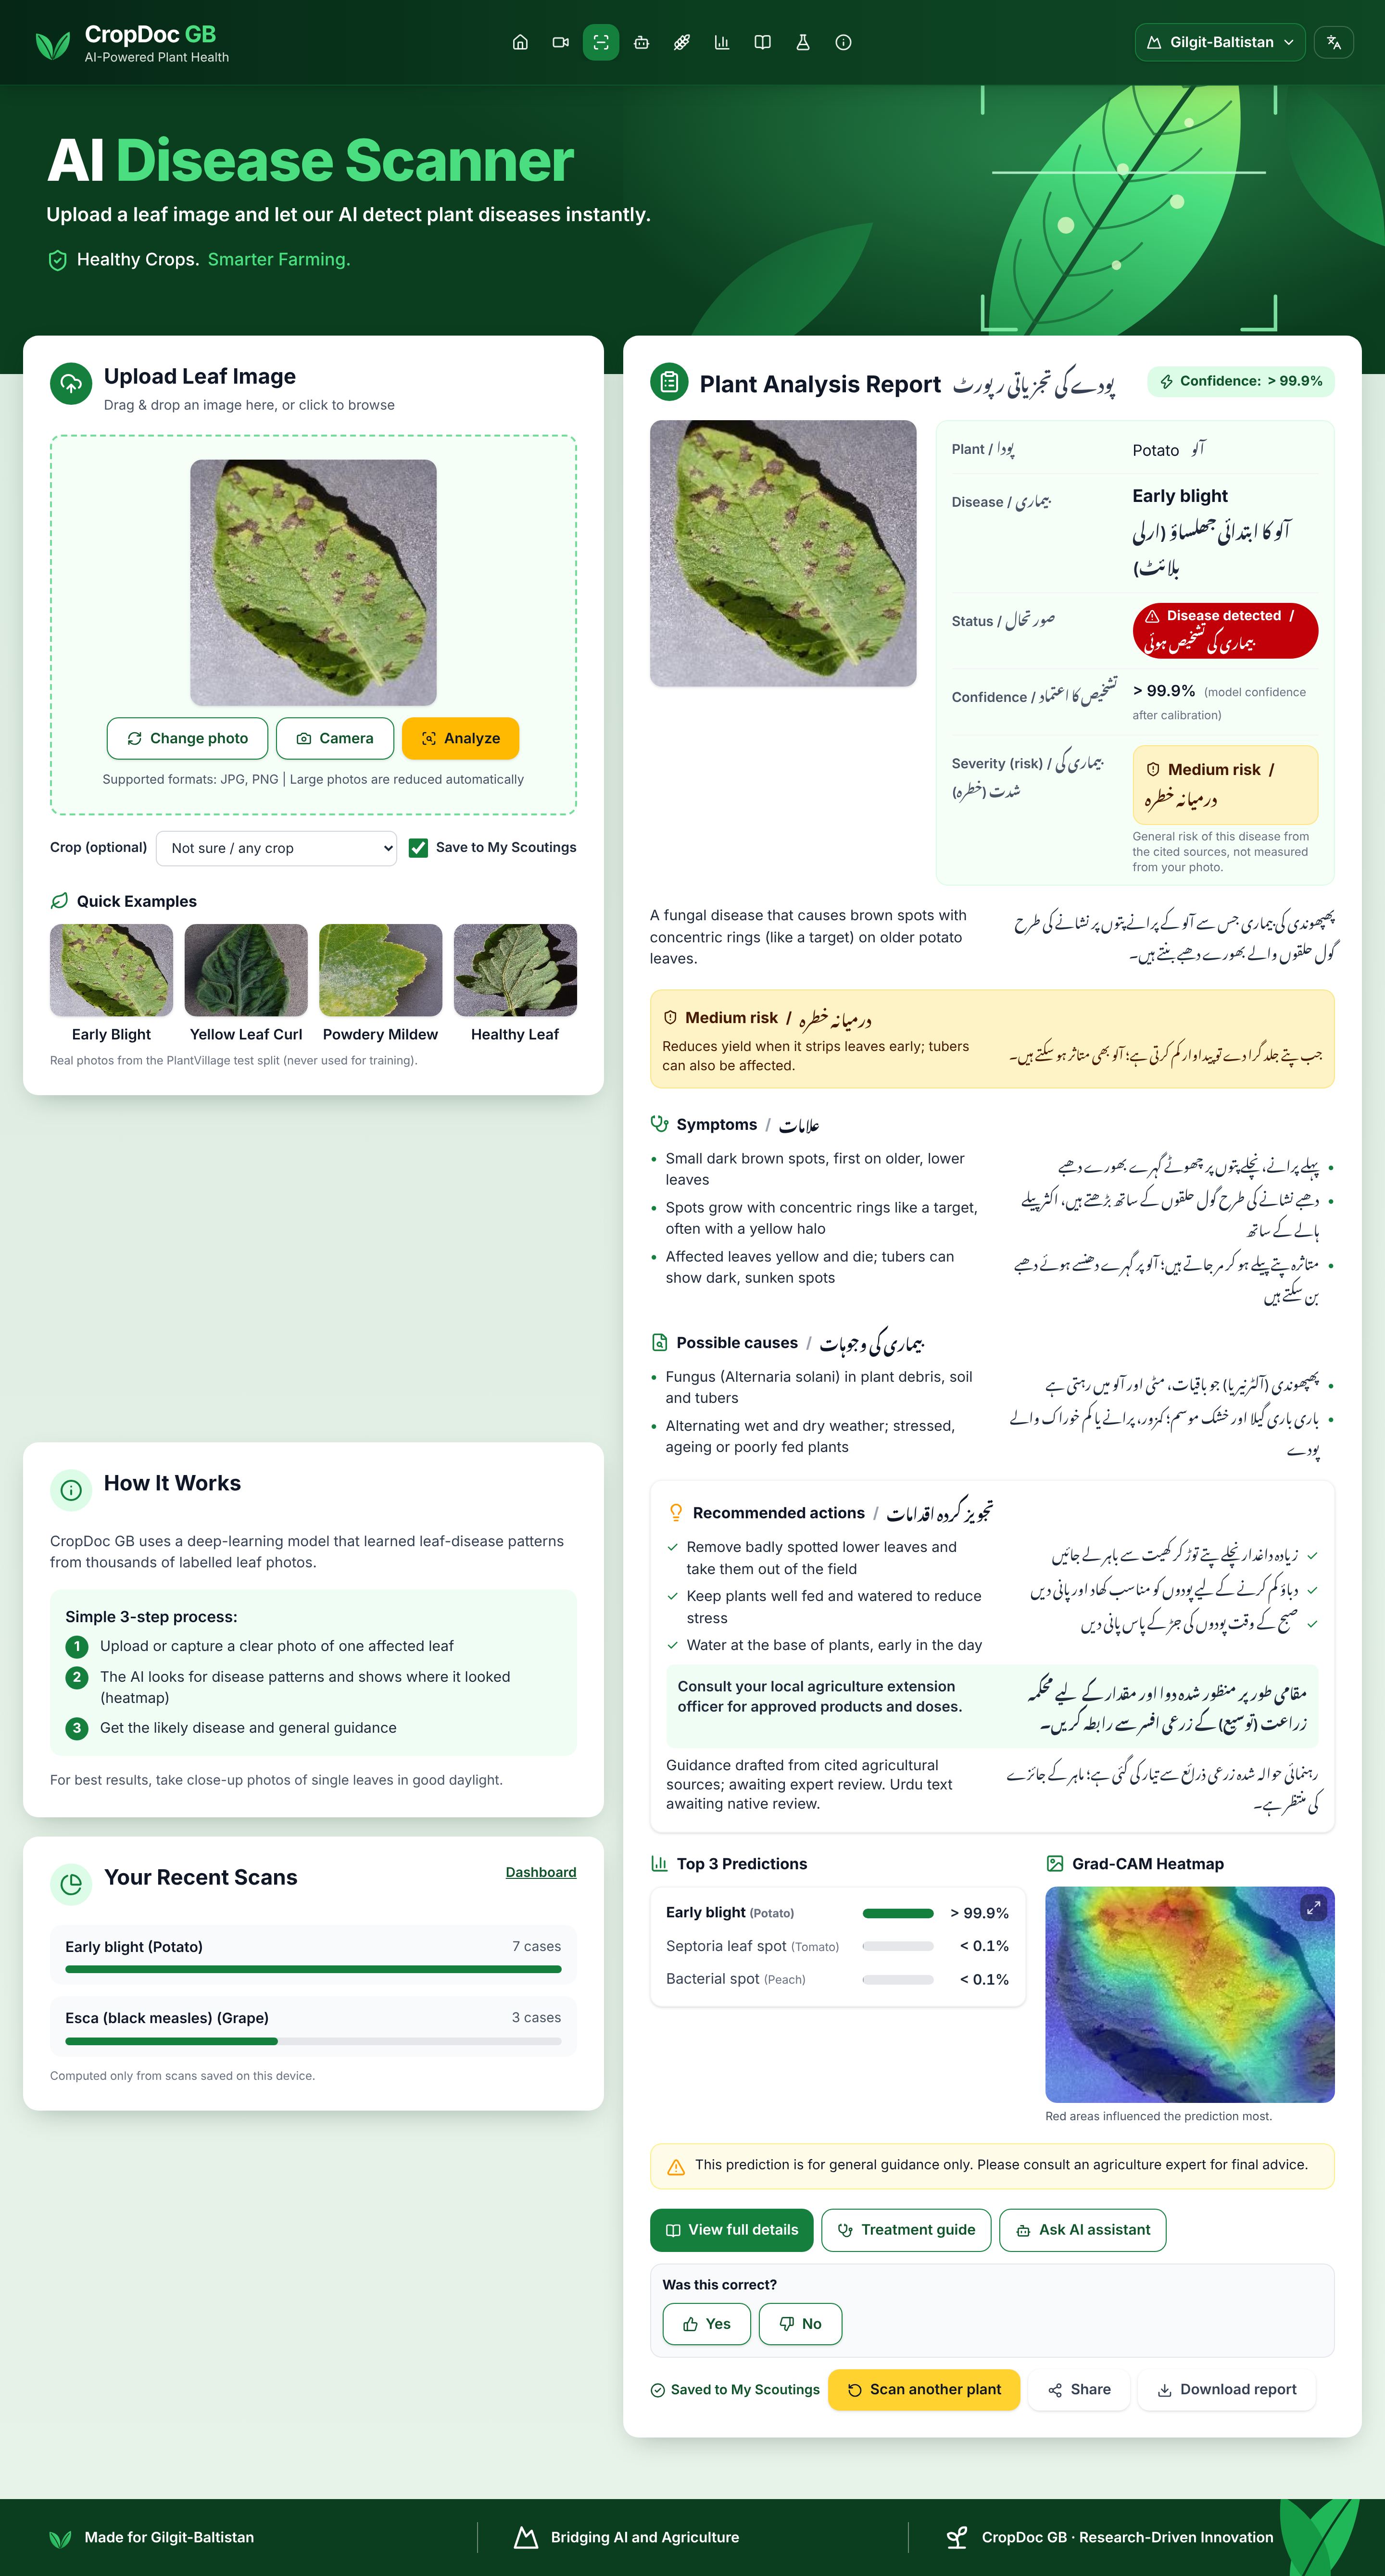 CropDoc GB
AI-Powered Plant Health
Gilgit-Baltistan
AI Disease Scanner
Upload a leaf image and let our AI detect plant diseases instantly.
Healthy Crops. Smarter Farming.
Upload Leaf Image
Drag & drop an image here, or click to browse
Change photo
Camera
Analyze
Supported formats: JPG, PNG | Large photos are reduced automatically
Crop (optional)
Not sure / any crop
Save to My Scoutings
Quick Examples
Early Blight
Yellow Leaf Curl
Powdery Mildew
Healthy Leaf
Real photos from the PlantVillage test split (never used for training).
How It Works
CropDoc GB uses a deep-learning model that learned leaf-disease patterns
from thousands of labelled leaf photos.
Simple 3-step process:
1 Upload or capture a clear photo of one affected leaf
2 The AI looks for disease patterns and shows where it looked
(heatmap)
3 Get the likely disease and general guidance
For best results, take close-up photos of single leaves in good daylight.
Your Recent Scans
Dashboard
Early blight (Potato) 7 cases
Esca (black measles) (Grape) 3 cases
Computed only from scans saved on this device.
Plant Analysis Report پودے کی تجزیاتی رپورٹ
Confidence: > 99.9%
Plant / پودا
Potato آلو
Disease / بیماری
Early blight
آلو کا ابتدائی جھلساؤ (ارلی
بلائٹ)
Status / صورتحال
Disease detected /
بیماری کی تشخیص ہوئی
Confidence / تشخیص کا اعتماد
> 99.9% (model confidence
after calibration)
Severity (risk) / بیماری کی
شدت (خطرہ)
Medium risk /
درمیانہ خطرہ
General risk of this disease from
the cited sources, not measured
from your photo.
A fungal disease that causes brown spots with
concentric rings (like a target) on older potato
leaves.
پھپھوندی کی بیماری جس سے آلو کے پرانے پتوں پر نشانے کی طرح
گول حلقوں والے بھورے دھبے بنتے ہیں۔
Medium risk / درمیانہ خطرہ
Reduces yield when it strips leaves early; tubers
can also be affected.
جب پتے جلد گرا دے تو پیداوار کم کرتی ہے؛ آلو بھی متاثر ہو سکتے ہیں۔
Symptoms / علامات
• Small dark brown spots, first on older, lower
leaves
• Spots grow with concentric rings like a target,
often with a yellow halo
• Affected leaves yellow and die; tubers can
show dark, sunken spots
• پہلے پرانے، نچلے پتوں پر چھوٹے گہرے بھورے دھبے
• دھبے نشانے کی طرح گول حلقوں کے ساتھ بڑھتے ہیں، اکثر پیلے
ہالے کے ساتھ
• متاثرہ پتے پیلے ہو کر مر جاتے ہیں؛ آلو پر گہرے دھنسے ہوئے دھبے
بن سکتے ہیں
Possible causes / بیماری کی وجوہات
• Fungus (Alternaria solani) in plant debris, soil
and tubers
• Alternating wet and dry weather; stressed,
ageing or poorly fed plants
• پھپھوندی (آلٹرنیریا) جو باقیات، مٹی اور آلو میں رہتی ہے
• باری باری گیلا اور خشک موسم؛ کمزور، پرانے یا کم خوراک والے
پودے
Recommended actions / تجویز کردہ اقدامات
✓ Remove badly spotted lower leaves and
take them out of the field
✓ Keep plants well fed and watered to reduce
stress
✓ Water at the base of plants, early in the day
✓ زیادہ داغدار نچلے پتے توڑ کر کھیت سے باہر لے جائیں
✓ دباؤ کم کرنے کے لیے پودوں کو مناسب کھاد اور پانی دیں
✓ صبح کے وقت پودوں کی جڑ کے پاس پانی دیں
Consult your local agriculture extension
officer for approved products and doses.
مقامی طور پر منظور شدہ دوا اور مقدار کے لیے محکمہ
زراعت (توسیع) کے زرعی افسر سے رابطہ کریں۔
Guidance drafted from cited agricultural
sources; awaiting expert review. Urdu text
awaiting native review.
رہنمائی حوالہ شدہ زرعی ذرائع سے تیار کی گئی ہے؛ ماہر کے جائزے
کی منتظر ہے۔
Top 3 Predictions
Early blight (Potato) > 99.9%
Septoria leaf spot (Tomato) < 0.1%
Bacterial spot (Peach) < 0.1%
Grad-CAM Heatmap
Red areas influenced the prediction most.
This prediction is for general guidance only. Please consult an agriculture expert for final advice.
View full details
Treatment guide
Ask AI assistant
Was this correct?
Yes
No
Saved to My Scoutings
Scan another plant
Share
Download report
Made for Gilgit-Baltistan
Bridging AI and Agriculture
CropDoc GB · Research-Driven Innovation